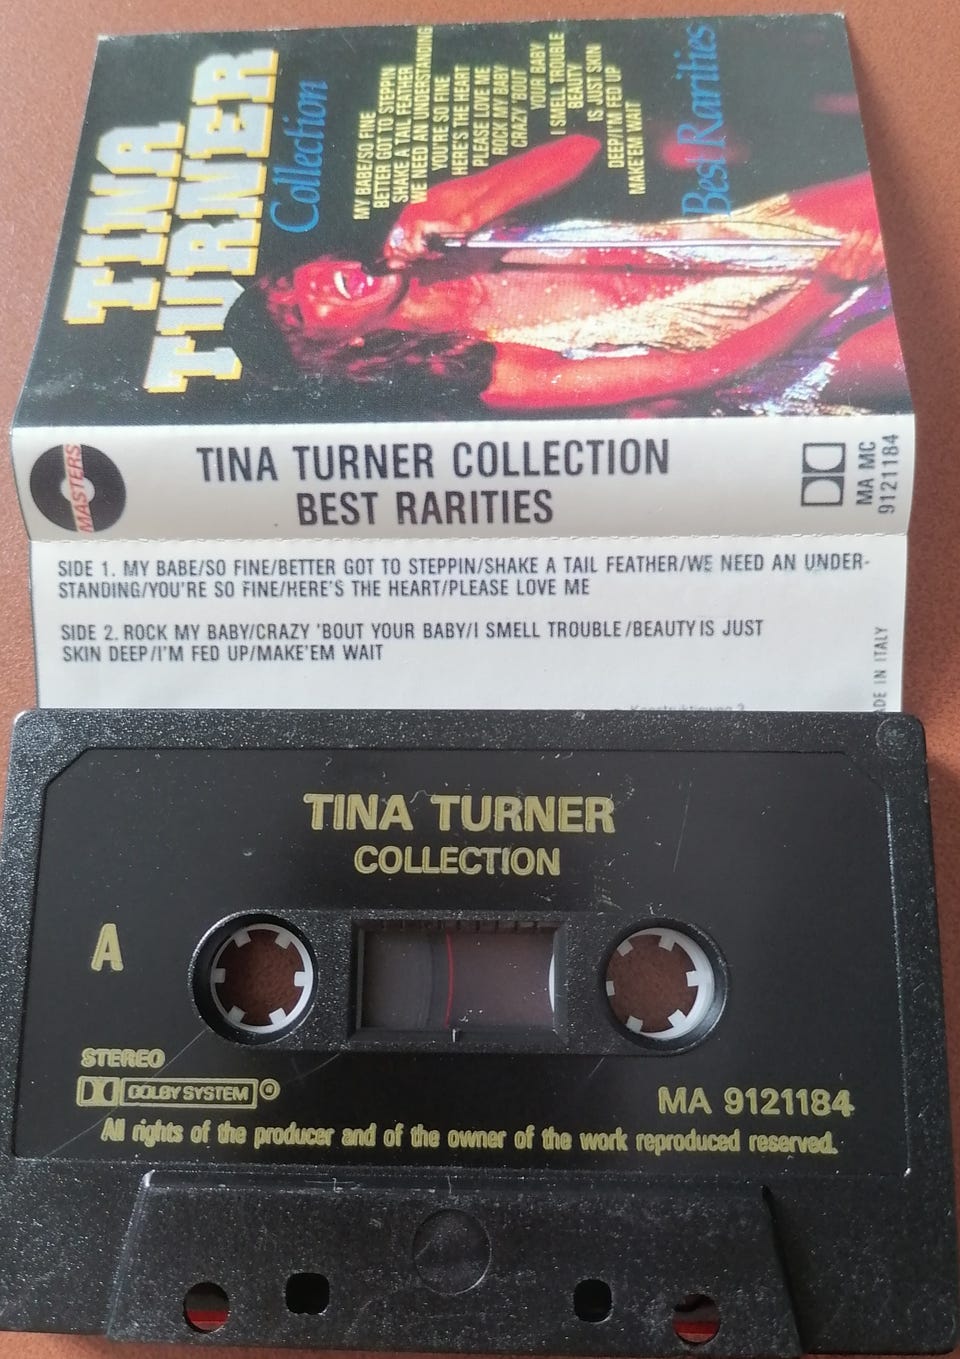 TINA
TURNER
Collection
MY BABE/SO FINE
BETTER GOT TO STEPPIN
SHAKE A TAIL FEATHER
WE NEED AN UNDERSTANDING
YOU'RE SO FINE
HERE'S THE HEART
PLEASE LOVE ME
ROCK MY BABY
CRAZY 'BOUT
YOUR BABY
I SMELL TROUBLE
BEAUTY
IS JUST SKIN
DEEP/I'M FED UP
MAKE'EM WAIT
Best Rarities
MASTERS
TINA TURNER COLLECTION
BEST RARITIES
MA MC
9121184
SIDE 1. MY BABE/SO FINE/BETTER GOT TO STEPPIN/SHAKE A TAIL FEATHER/WE NEED AN UNDER-
STANDING/YOU'RE SO FINE/HERE'S THE HEART/PLEASE LOVE ME
SIDE 2. ROCK MY BABY/CRAZY 'BOUT YOUR BABY/I SMELL TROUBLE/BEAUTY IS JUST
SKIN DEEP/I'M FED UP/MAKE'EM WAIT
ADE IN ITALY
TINA TURNER
COLLECTION
A
STEREO
DOLBY SYSTEM ®
MA 9121184
All rights of the producer and of the owner of the work reproduced reserved.